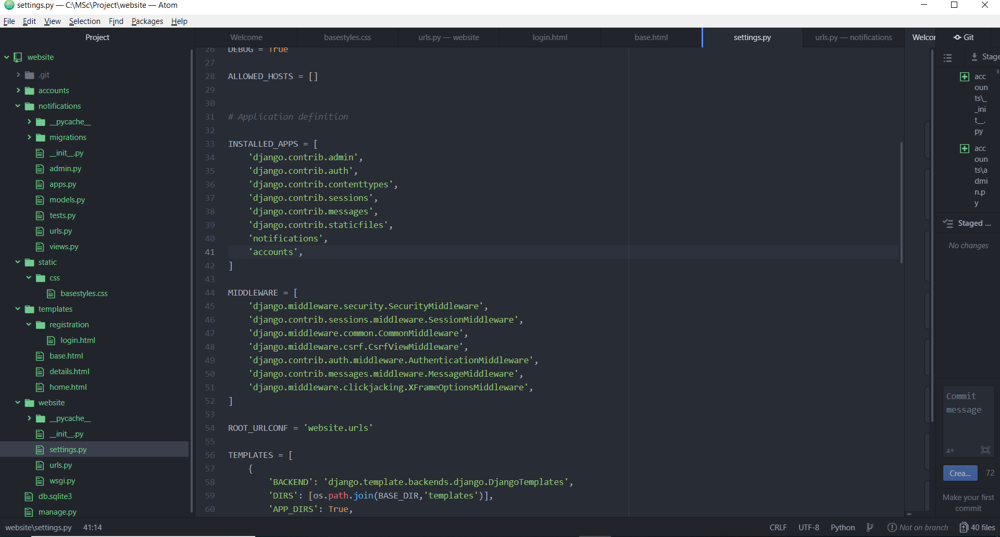 settings.py — C:\MSc\Project\website — Atom
File Edit View Selection Find Packages Help
Project
website
.git
accounts
notifications
__pycache__
migrations
__init__.py
admin.py
apps.py
models.py
tests.py
urls.py
views.py
static
css
basestyles.css
templates
registration
login.html
base.html
details.html
home.html
website
__pycache__
__init__.py
settings.py
urls.py
wsgi.py
db.sqlite3
manage.py
Welcome basestyles.css urls.py — website login.html base.html settings.py urls.py — notifications Welcor
26 DEBUG = True
27
28 ALLOWED_HOSTS = []
29
30
31 # Application definition
32
33 INSTALLED_APPS = [
34 'django.contrib.admin',
35 'django.contrib.auth',
36 'django.contrib.contenttypes',
37 'django.contrib.sessions',
38 'django.contrib.messages',
39 'django.contrib.staticfiles',
40 'notifications',
41 'accounts',
42 ]
43
44 MIDDLEWARE = [
45 'django.middleware.security.SecurityMiddleware',
46 'django.contrib.sessions.middleware.SessionMiddleware',
47 'django.middleware.common.CommonMiddleware',
48 'django.middleware.csrf.CsrfViewMiddleware',
49 'django.contrib.auth.middleware.AuthenticationMiddleware',
50 'django.contrib.messages.middleware.MessageMiddleware',
51 'django.middleware.clickjacking.XFrameOptionsMiddleware',
52 ]
53
54 ROOT_URLCONF = 'website.urls'
55
56 TEMPLATES = [
57 {
58 'BACKEND': 'django.template.backends.django.DjangoTemplates',
59 'DIRS': [os.path.join(BASE_DIR,'templates')],
60 'APP_DIRS': True,
Git
Stage
acc
oun
ts\_
_ini
t__.
py
acc
oun
ts\a
dmi
n.p
y
Staged ...
No changes
Commit
message
Crea... 72
Make your first
commit
website\settings.py 41:14
CRLF UTF-8 Python Not on branch 40 files